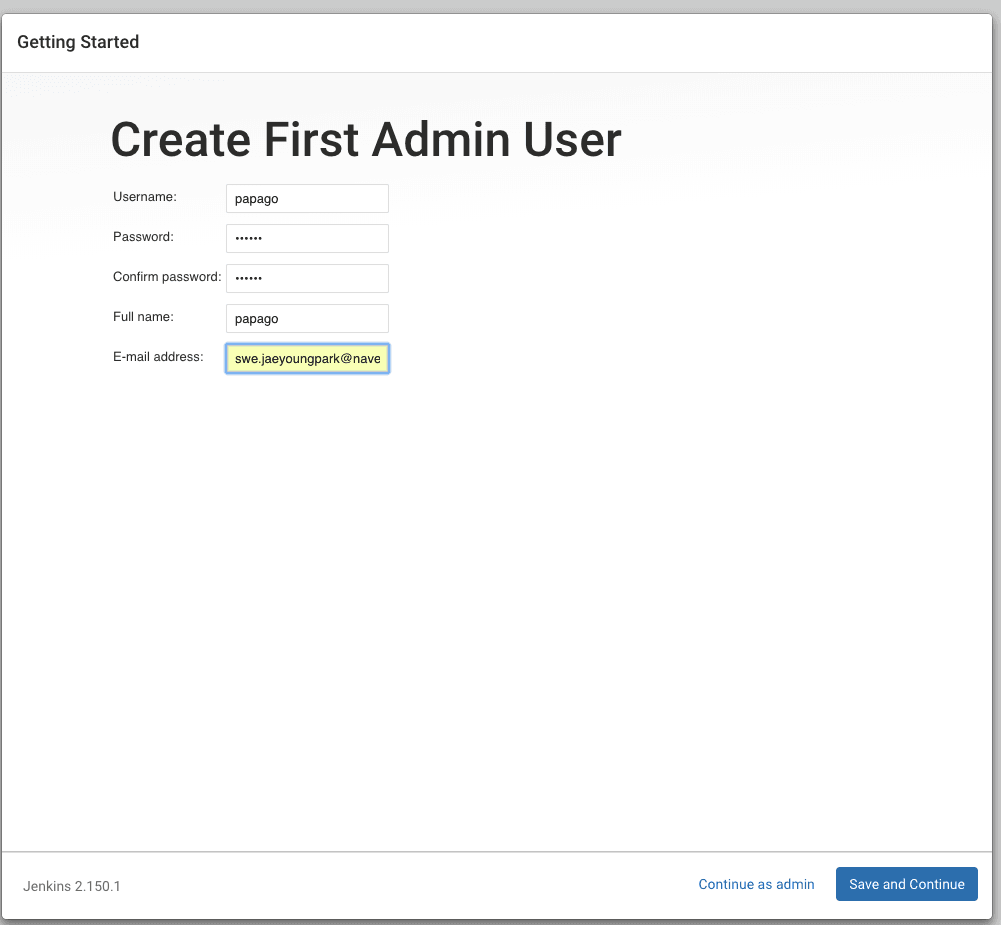 Getting Started
Create First Admin User
Username: papago
Password: ••••••
Confirm password: ••••••
Full name: papago
E-mail address: swe.jaeyoungpark@nave
Jenkins 2.150.1
Continue as admin Save and Continue